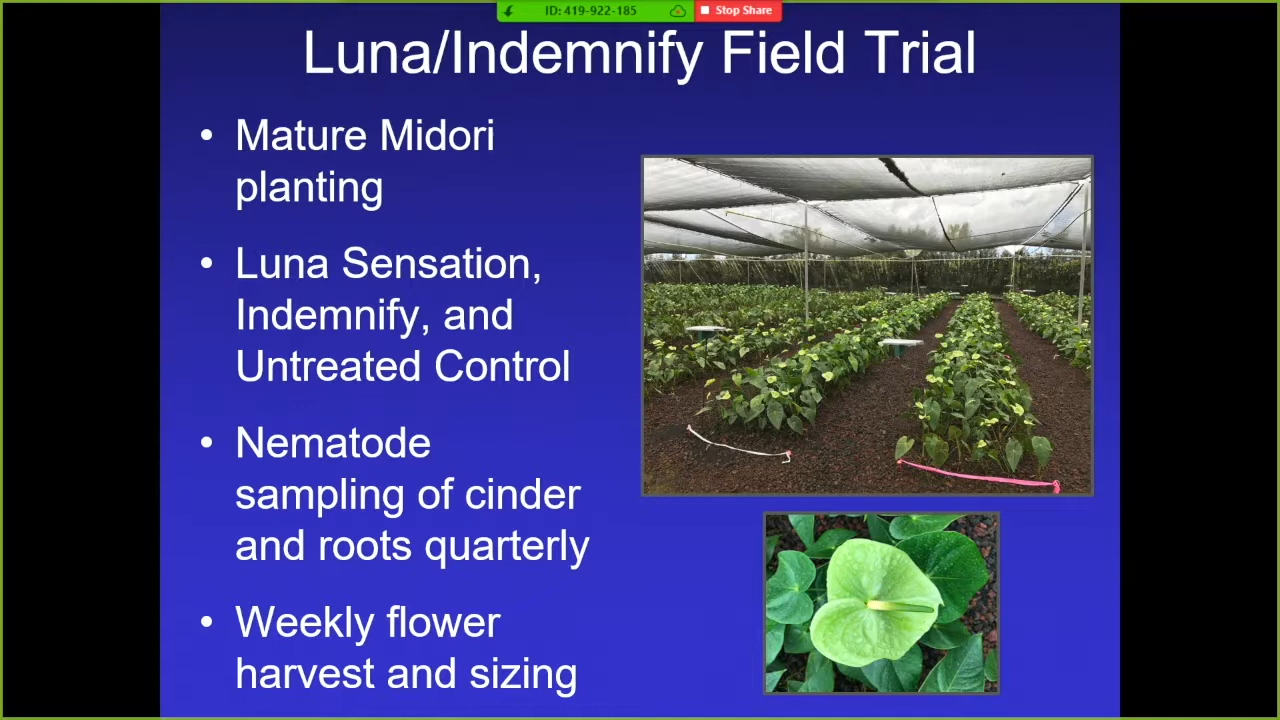 ID: 419-922-185
Stop Share
Luna/Indemnify Field Trial
• Mature Midori
planting
• Luna Sensation,
Indemnify, and
Untreated Control
• Nematode
sampling of cinder
and roots quarterly
• Weekly flower
harvest and sizing